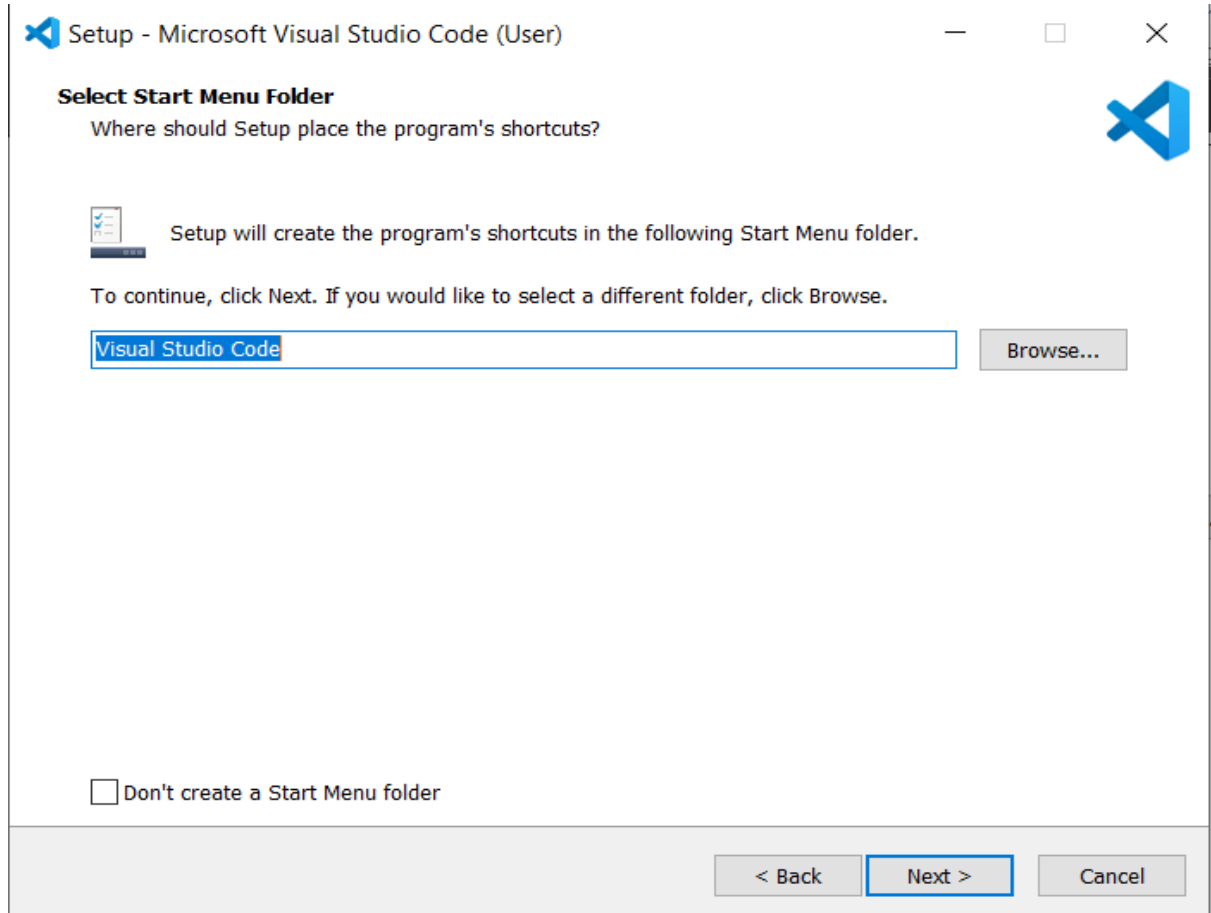 Setup - Microsoft Visual Studio Code (User)
Select Start Menu Folder
Where should Setup place the program's shortcuts?
Setup will create the program's shortcuts in the following Start Menu folder.
To continue, click Next. If you would like to select a different folder, click Browse.
Visual Studio Code
Browse...
Don't create a Start Menu folder
< Back
Next >
Cancel